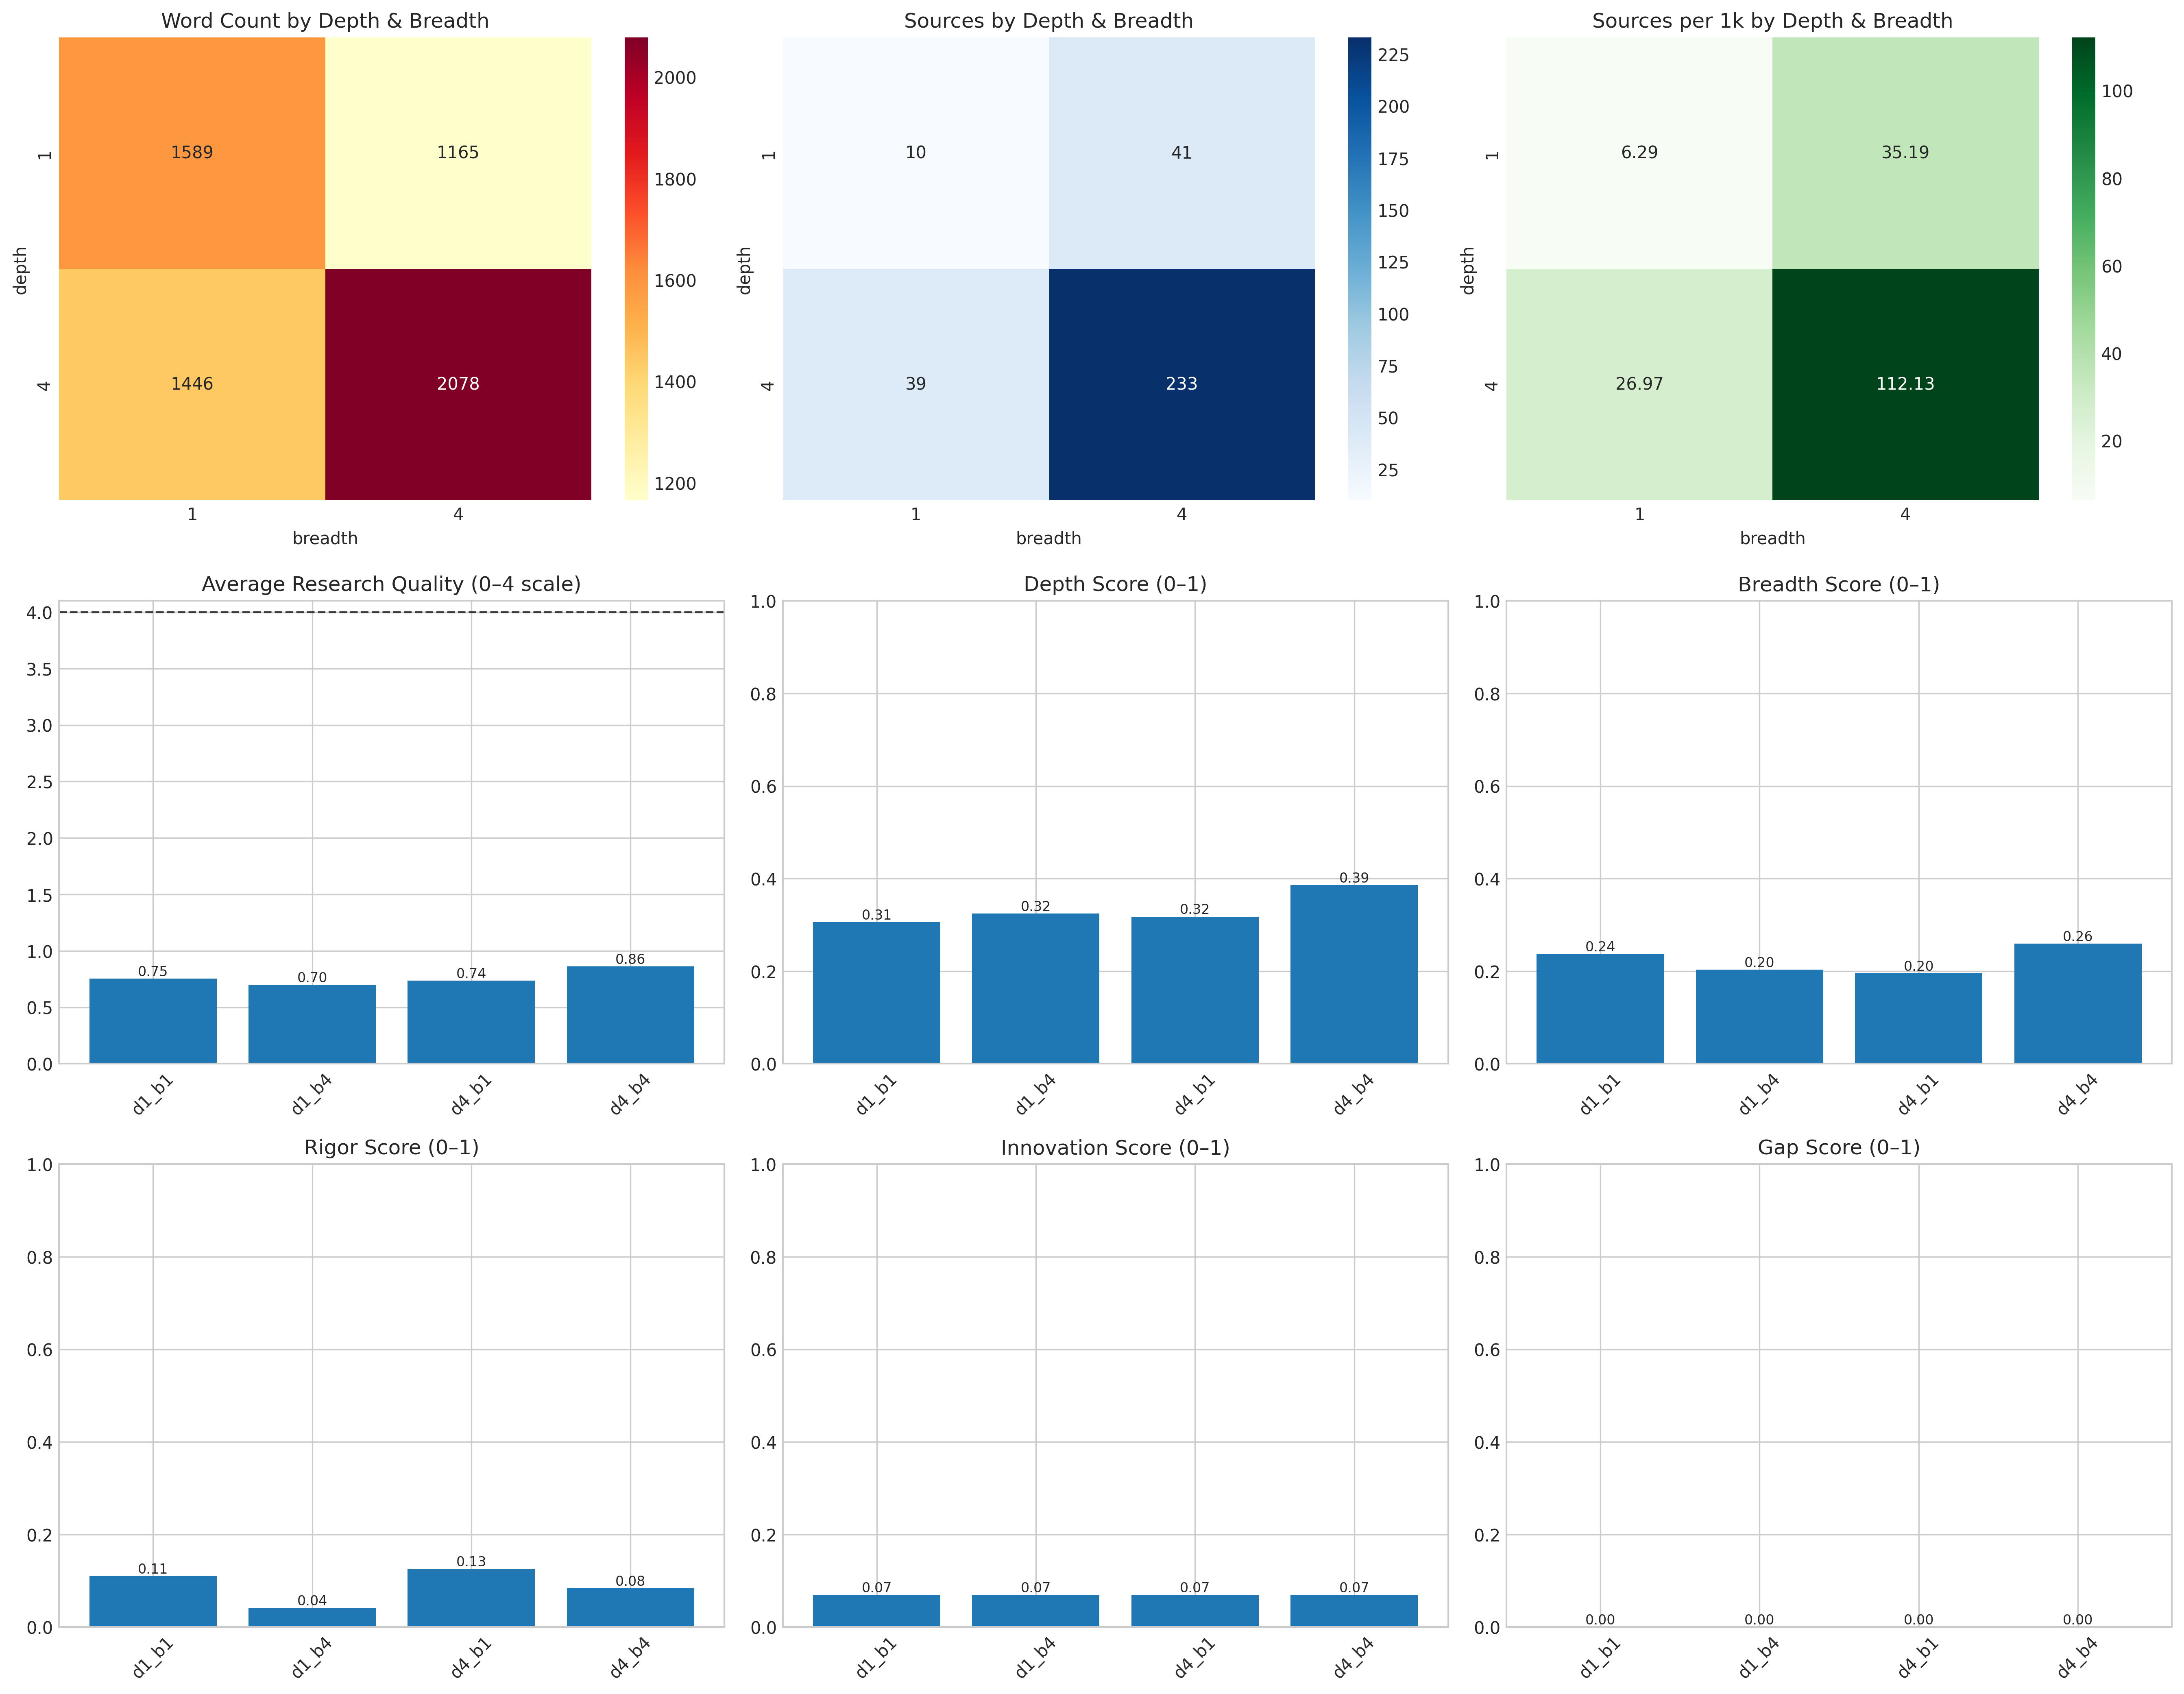 Word Count by Depth & Breadth
1589
1165
1446
2078
1
4
depth
1
4
breadth
2000
1800
1600
1400
1200
Sources by Depth & Breadth
10
41
39
233
1
4
depth
1
4
breadth
225
200
175
150
125
100
75
50
25
Sources per 1k by Depth & Breadth
6.29
35.19
26.97
112.13
1
4
depth
1
4
breadth
100
80
60
40
20
Average Research Quality (0–4 scale)
4.0
3.5
3.0
2.5
2.0
1.5
1.0
0.5
0.0
0.75
0.70
0.74
0.86
d1_b1
d1_b4
d4_b1
d4_b4
Depth Score (0–1)
1.0
0.8
0.6
0.4
0.2
0.0
0.31
0.32
0.32
0.39
d1_b1
d1_b4
d4_b1
d4_b4
Breadth Score (0–1)
1.0
0.8
0.6
0.4
0.2
0.0
0.24
0.20
0.20
0.26
d1_b1
d1_b4
d4_b1
d4_b4
Rigor Score (0–1)
1.0
0.8
0.6
0.4
0.2
0.0
0.11
0.04
0.13
0.08
d1_b1
d1_b4
d4_b1
d4_b4
Innovation Score (0–1)
1.0
0.8
0.6
0.4
0.2
0.0
0.07
0.07
0.07
0.07
d1_b1
d1_b4
d4_b1
d4_b4
Gap Score (0–1)
1.0
0.8
0.6
0.4
0.2
0.0
0.00
0.00
0.00
0.00
d1_b1
d1_b4
d4_b1
d4_b4